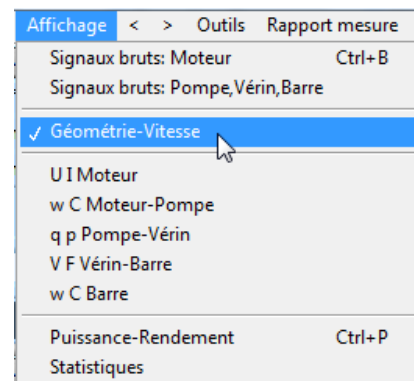 Affichage < > Outils Rapport mesure
Signaux bruts: Moteur Ctrl+B
Signaux bruts: Pompe,Vérin,Barre
✓ Géométrie-Vitesse
U I Moteur
w C Moteur-Pompe
q p Pompe-Vérin
V F Vérin-Barre
w C Barre
Puissance-Rendement Ctrl+P
Statistiques